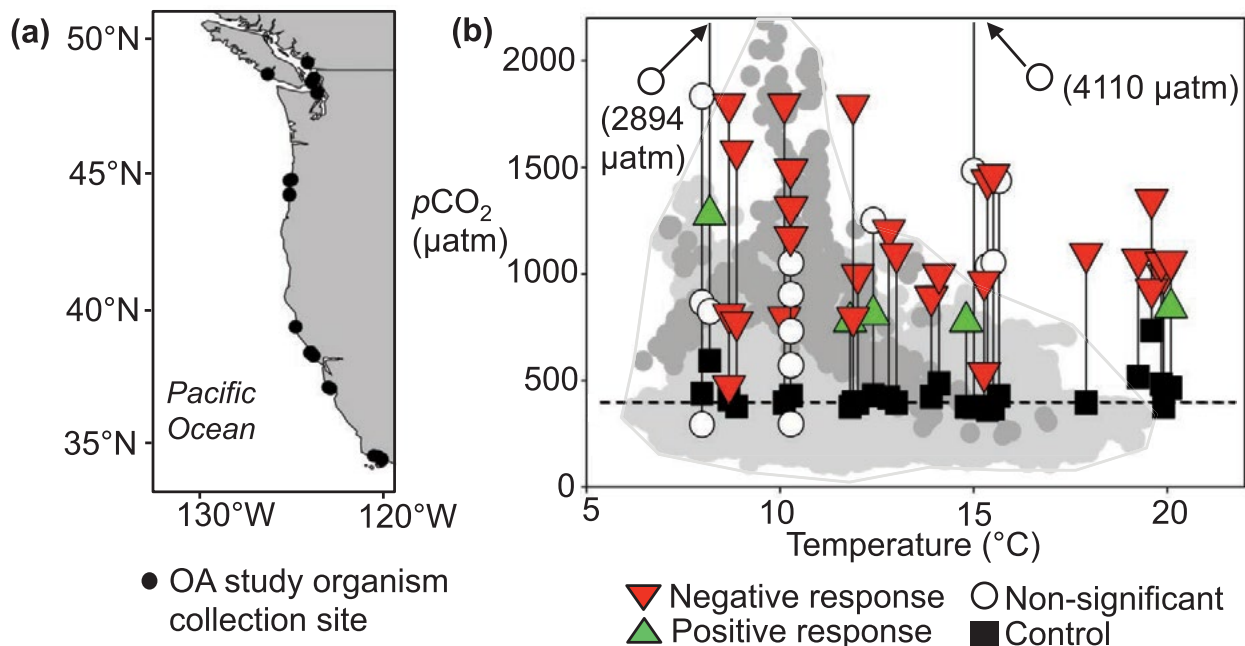 (a)
50°N
45°N
40°N
35°N
Pacific
Ocean
130°W
120°W
OA study organism
collection site
(b)
pCO₂
(µatm)
2000
1500
1000
500
0
(2894
µatm)
(4110 µatm)
5
10
15
20
Temperature (°C)
Negative response
Non-significant
Positive response
Control